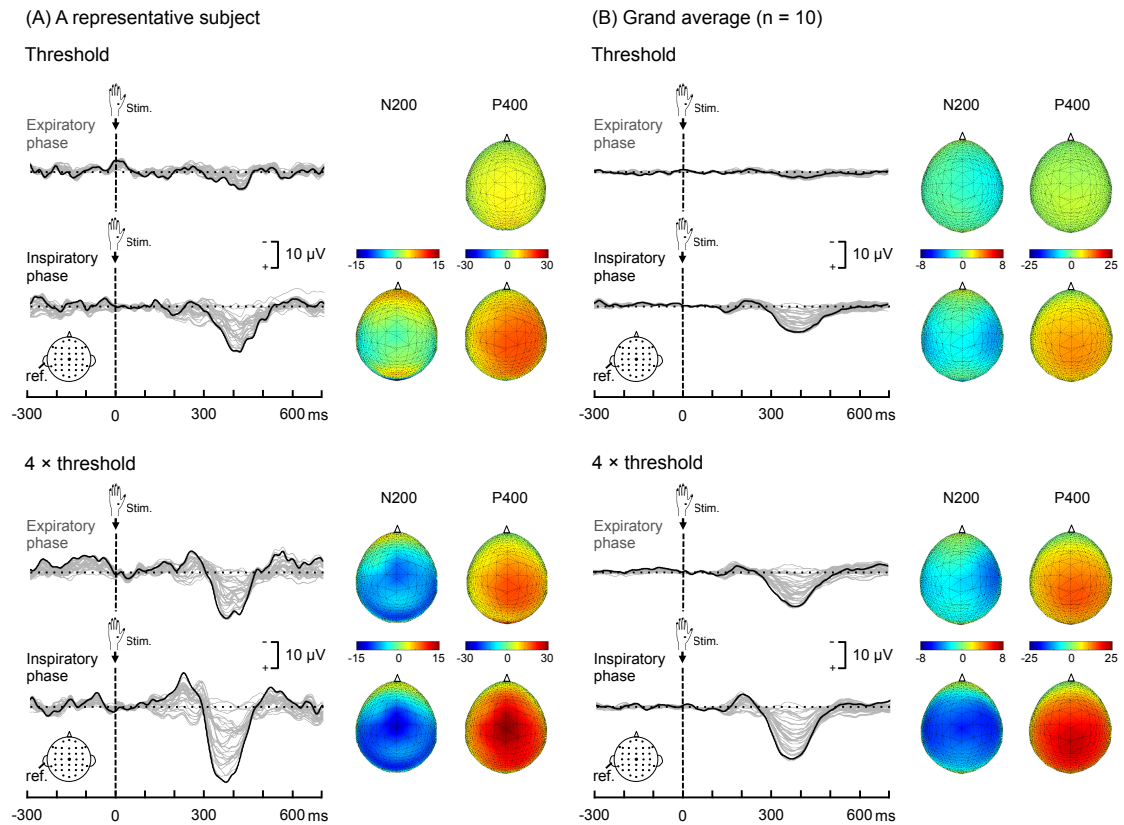 (A) A representative subject
Threshold
Stim.
N200
P400
Expiratory
phase
Stim.
Inspiratory
phase
-
+
10 µV
-15 0 15
-30 0 30
ref.
-300 0 300 600 ms
4 × threshold
Stim.
N200
P400
Expiratory
phase
Stim.
Inspiratory
phase
-
+
10 µV
-15 0 15
-30 0 30
ref.
-300 0 300 600 ms
(B) Grand average (n = 10)
Threshold
Stim.
N200
P400
Expiratory
phase
Stim.
Inspiratory
phase
-
+
10 µV
-8 0 8
-25 0 25
ref.
-300 0 300 600 ms
4 × threshold
Stim.
N200
P400
Expiratory
phase
Stim.
Inspiratory
phase
-
+
10 µV
-8 0 8
-25 0 25
ref.
-300 0 300 600 ms